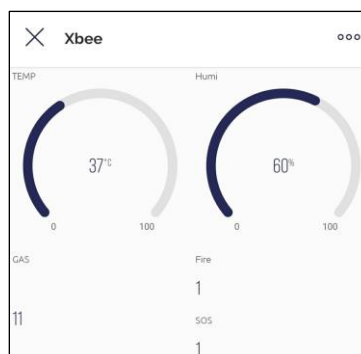 Xbee
TEMP
Humi
37°C
60%
0
100
0
100
GAS
Fire
1
11
SOS
1